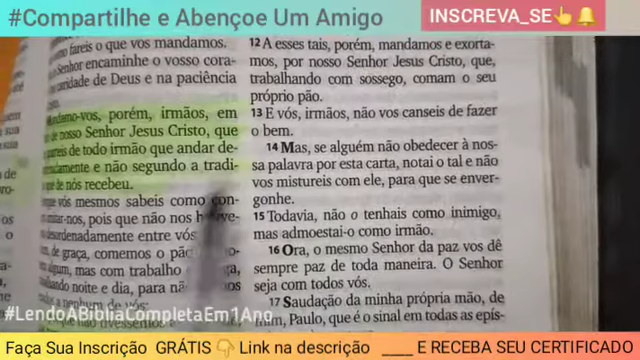 #Compartilhe e Abençoe Um Amigo
INSCREVA_SE
fareis o que vos mandamos.
Senhor encaminhe o vosso cora-
de Deus e na paciência
porém, irmãos, em
de nosso Senhor Jesus Cristo, que
de todo irmão que andar de-
e não segundo a tradi-
que de nós recebeu.
vós mesmos sabeis como
pois que não nos
entre vós
de graça, comemos o
mas com trabalho
noite e dia, para
a nenhum de vós
12 A esses tais, porém, mandamos e exorta-
mos, por nosso Senhor Jesus Cristo, que,
trabalhando com sossego, comam o seu
próprio pão.
13 E vós, irmãos, não vos canseis de fazer
o bem.
14 Mas, se alguém não obedecer à nos-
sa palavra por esta carta, notai o tal e não
vos mistureis com ele, para que se enver-
gonhe.
15 Todavia, não o tenhais como inimigo,
mas admoestai-o como irmão.
16 Ora, o mesmo Senhor da paz vos dê
sempre paz de toda maneira. O Senhor
seja com todos vós.
17 Saudação da minha própria mão, de
mim, Paulo, que é o sinal em todas as epís-
#LendoABibliaCompletaEm1Ano
Faça Sua Inscrição GRÁTIS Link na descrição ____ E RECEBA SEU CERTIFICADO